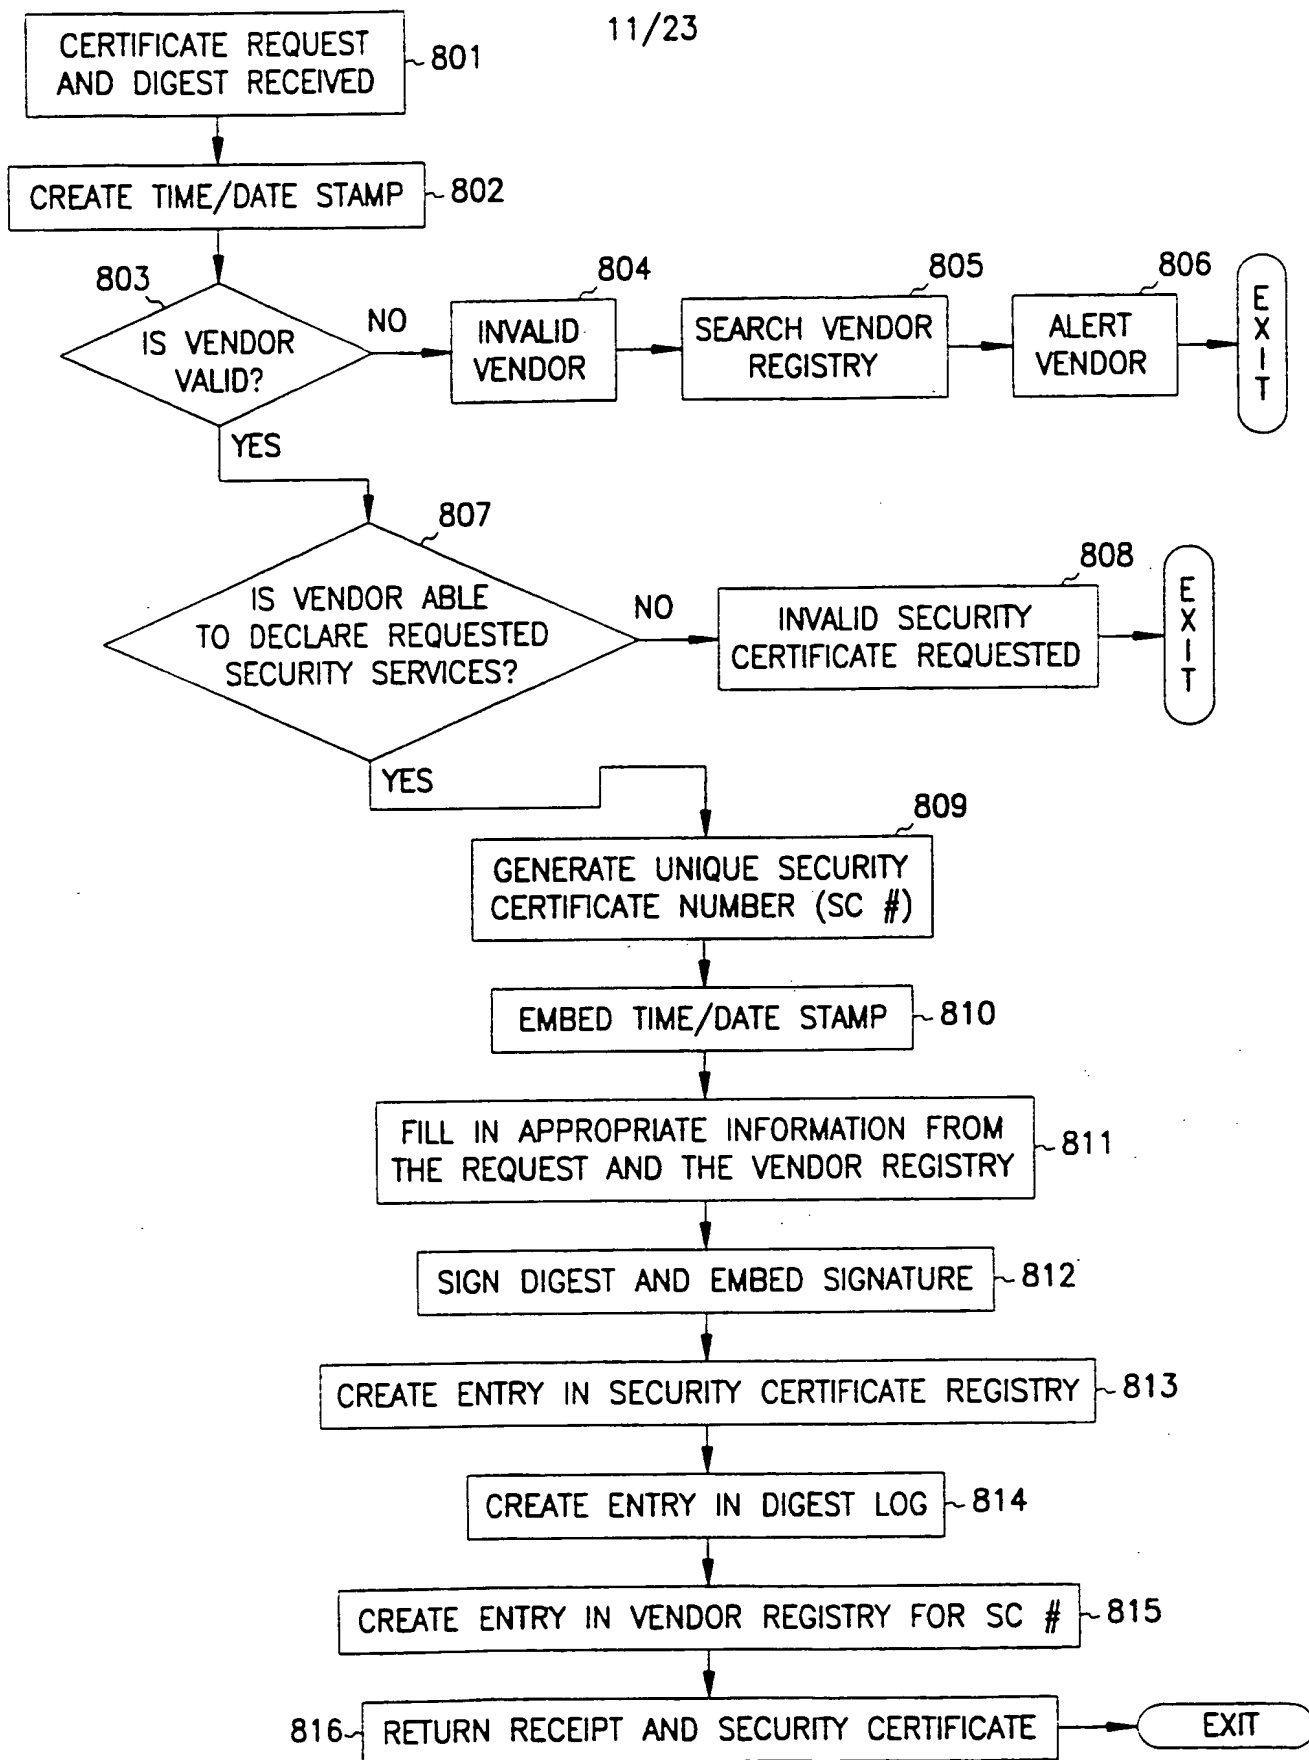 11/23
CERTIFICATE REQUEST
AND DIGEST RECEIVED
801
CREATE TIME/DATE STAMP
802
803
IS VENDOR
VALID?
NO
YES
804
INVALID
VENDOR
805
SEARCH VENDOR
REGISTRY
806
ALERT
VENDOR
EXIT
807
IS VENDOR ABLE
TO DECLARE REQUESTED
SECURITY SERVICES?
NO
YES
808
INVALID SECURITY
CERTIFICATE REQUESTED
EXIT
809
GENERATE UNIQUE SECURITY
CERTIFICATE NUMBER (SC #)
EMBED TIME/DATE STAMP
810
FILL IN APPROPRIATE INFORMATION FROM
THE REQUEST AND THE VENDOR REGISTRY
811
SIGN DIGEST AND EMBED SIGNATURE
812
CREATE ENTRY IN SECURITY CERTIFICATE REGISTRY
813
CREATE ENTRY IN DIGEST LOG
814
CREATE ENTRY IN VENDOR REGISTRY FOR SC #
815
816
RETURN RECEIPT AND SECURITY CERTIFICATE
EXIT